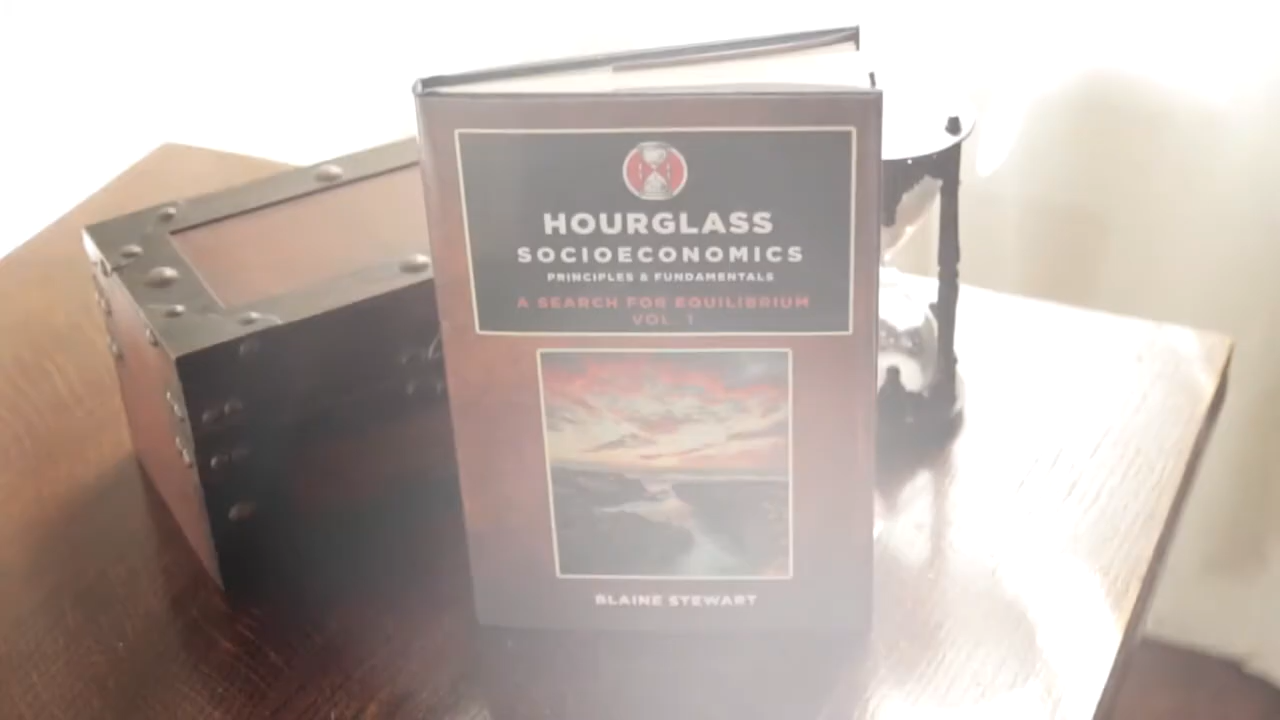 HOURGLASS
SOCIOECONOMICS
PRINCIPLES & FUNDAMENTALS
A SEARCH FOR EQUILIBRIUM
VOL. 1
BLAINE STEWART